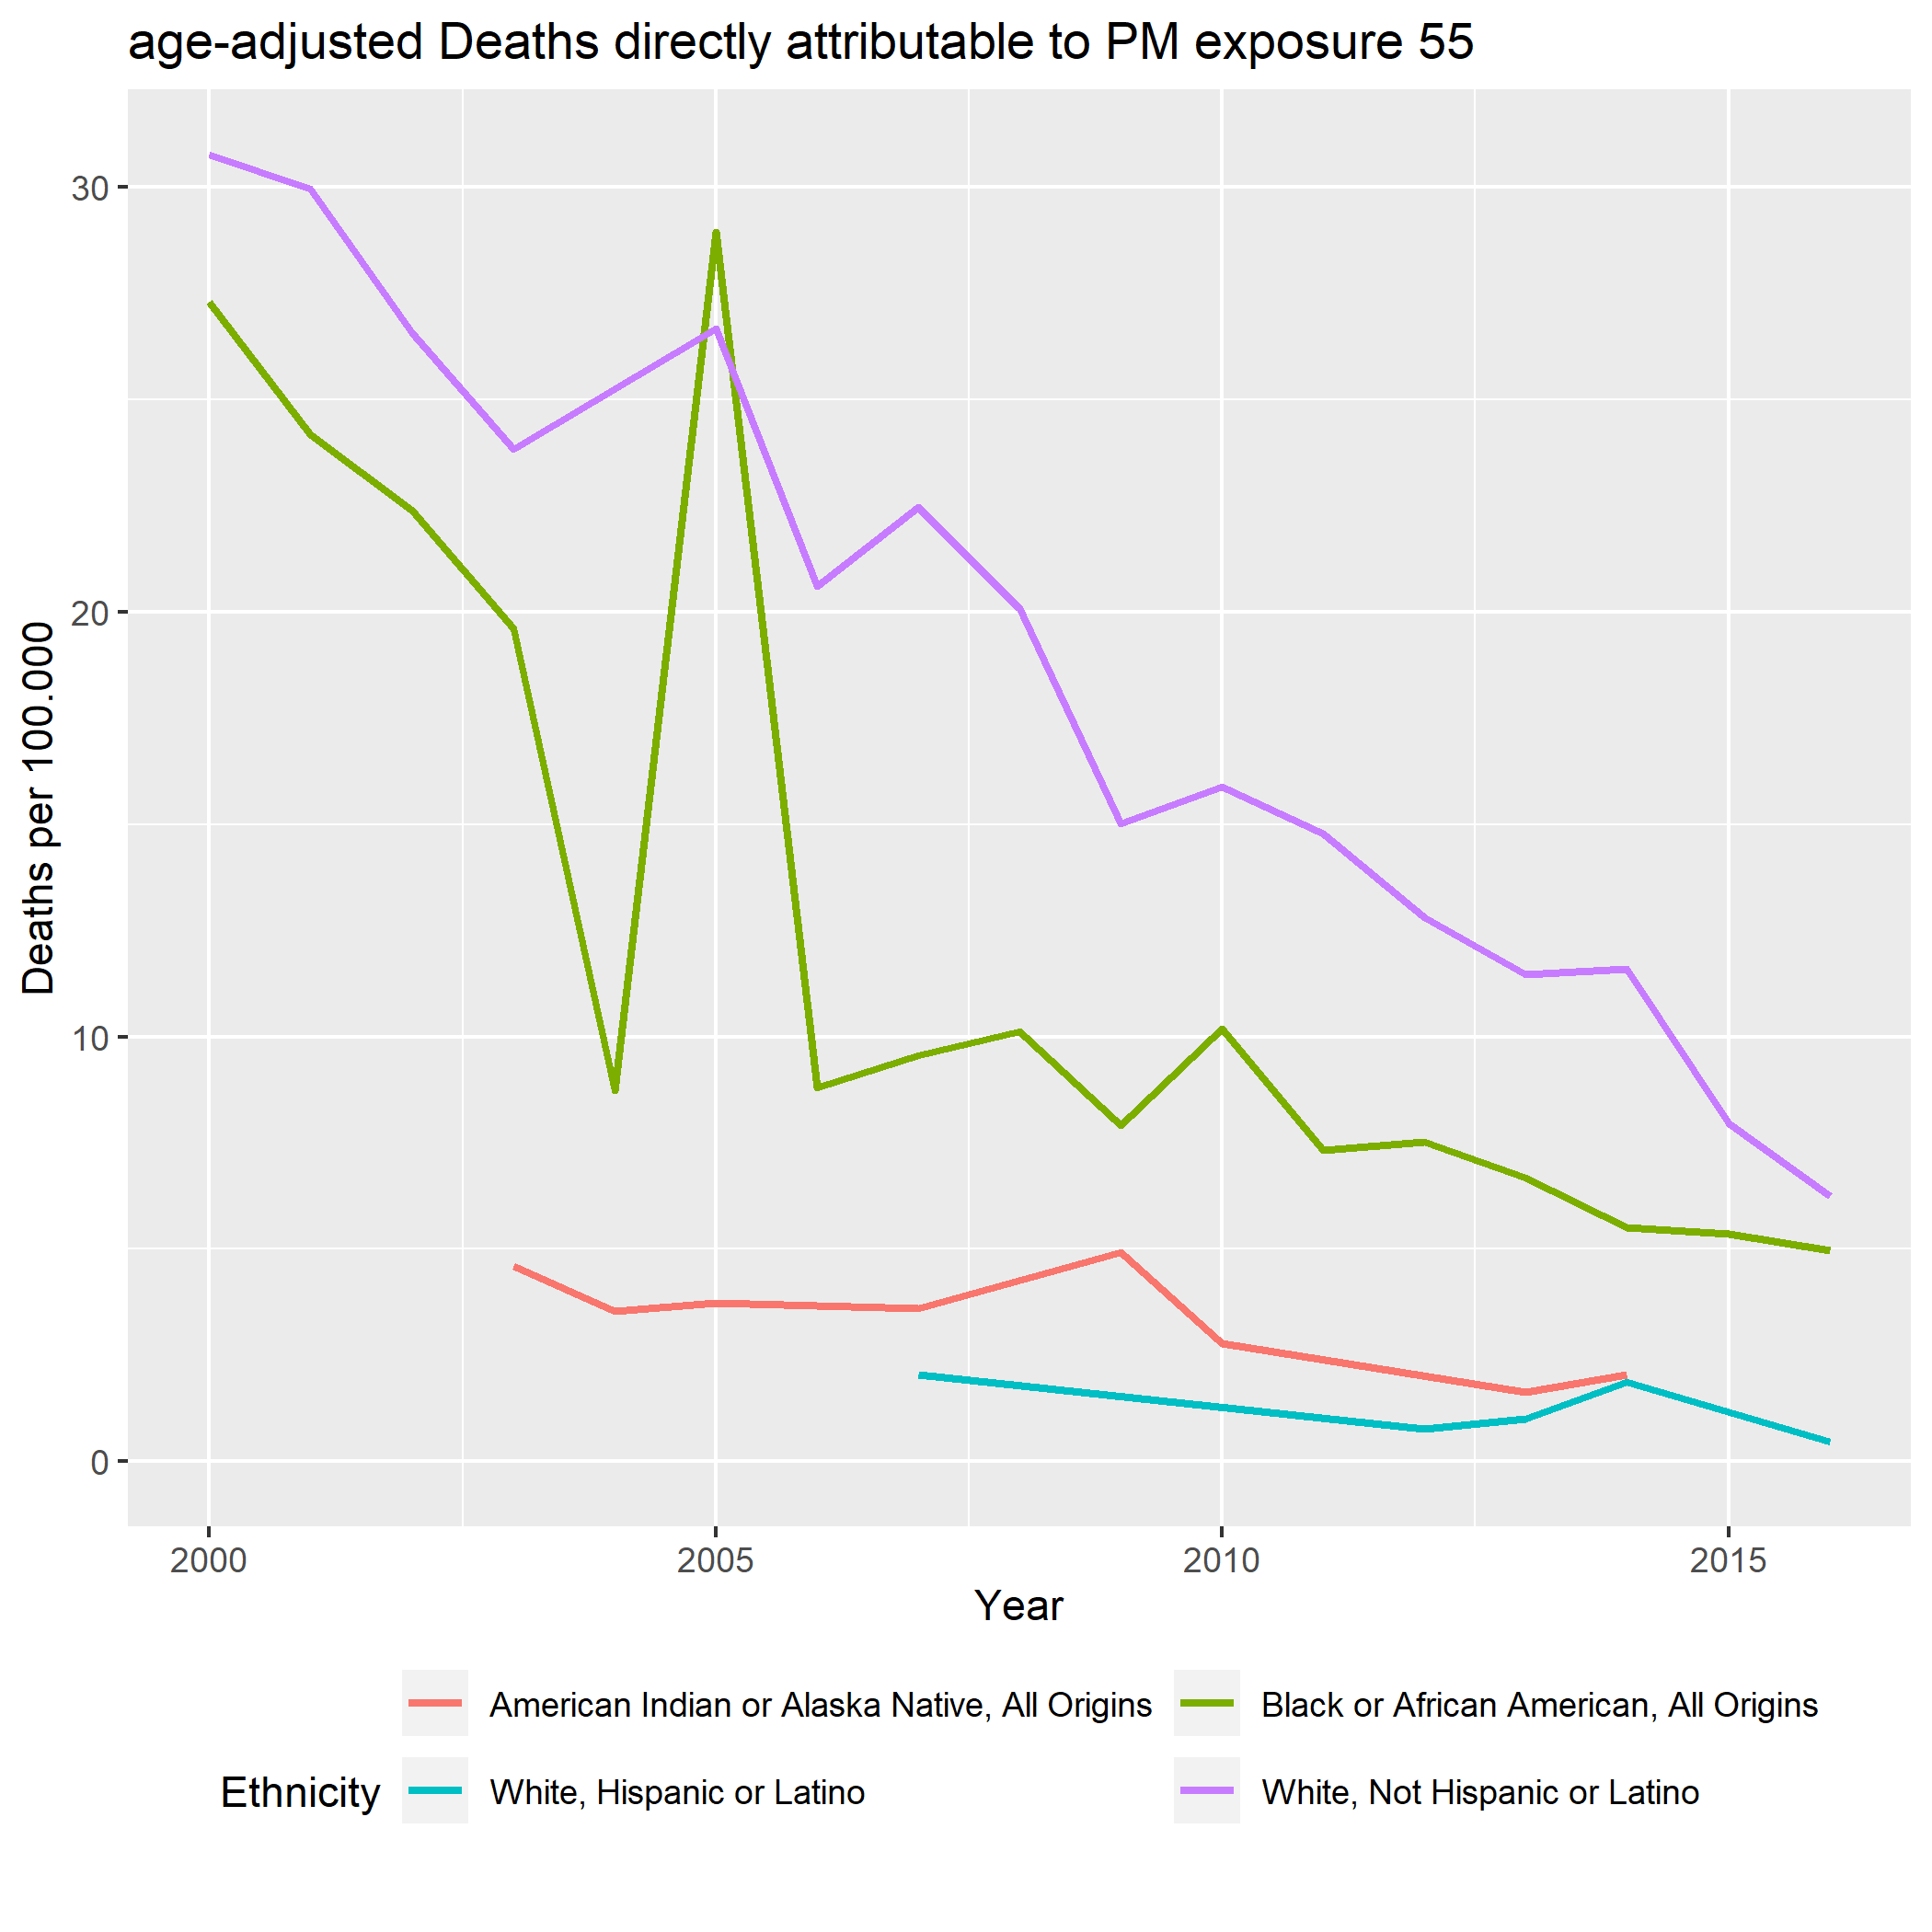 age-adjusted Deaths directly attributable to PM exposure 55
Deaths per 100.000
30
20
10
0
2000 2005 2010 2015
Year
Ethnicity
American Indian or Alaska Native, All Origins
Black or African American, All Origins
White, Hispanic or Latino
White, Not Hispanic or Latino